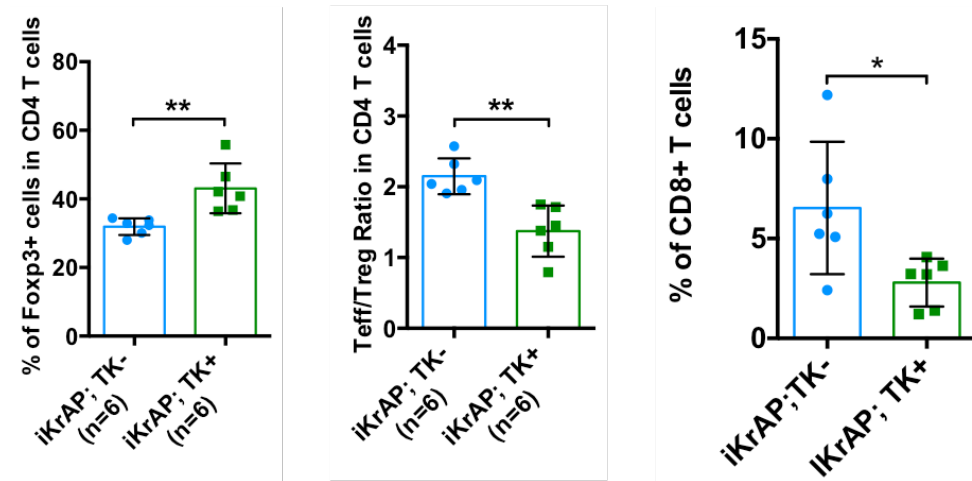 % of Foxp3+ cells in CD4 T cells
80
60
40
20
0
**
iKrAP; TK-
(n=6)
iKrAP; TK+
(n=6)
Teff/Treg Ratio in CD4 T cells
4
3
2
1
0
**
iKrAP; TK-
(n=6)
iKrAP; TK+
(n=6)
% of CD8+ T cells
15
10
5
0
*
iKrAP;TK-
IKrAP; TK+